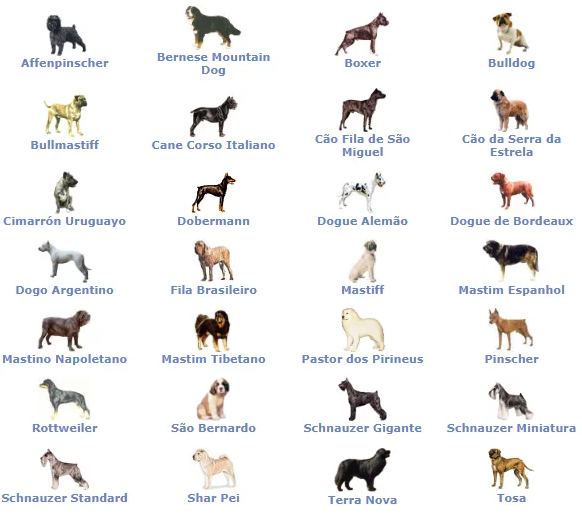 Affenpinscher
Bernese Mountain
Dog
Boxer
Bulldog
Bullmastiff
Cane Corso Italiano
Cão Fila de São
Miguel
Cão da Serra da
Estrela
Cimarrón Uruguayo
Dobermann
Dogue Alemão
Dogue de Bordeaux
Dogo Argentino
Fila Brasileiro
Mastiff
Mastim Espanhol
Mastino Napoletano
Mastim Tibetano
Pastor dos Pirineus
Pinscher
Rottweiler
São Bernardo
Schnauzer Gigante
Schnauzer Miniatura
Schnauzer Standard
Shar Pei
Terra Nova
Tosa